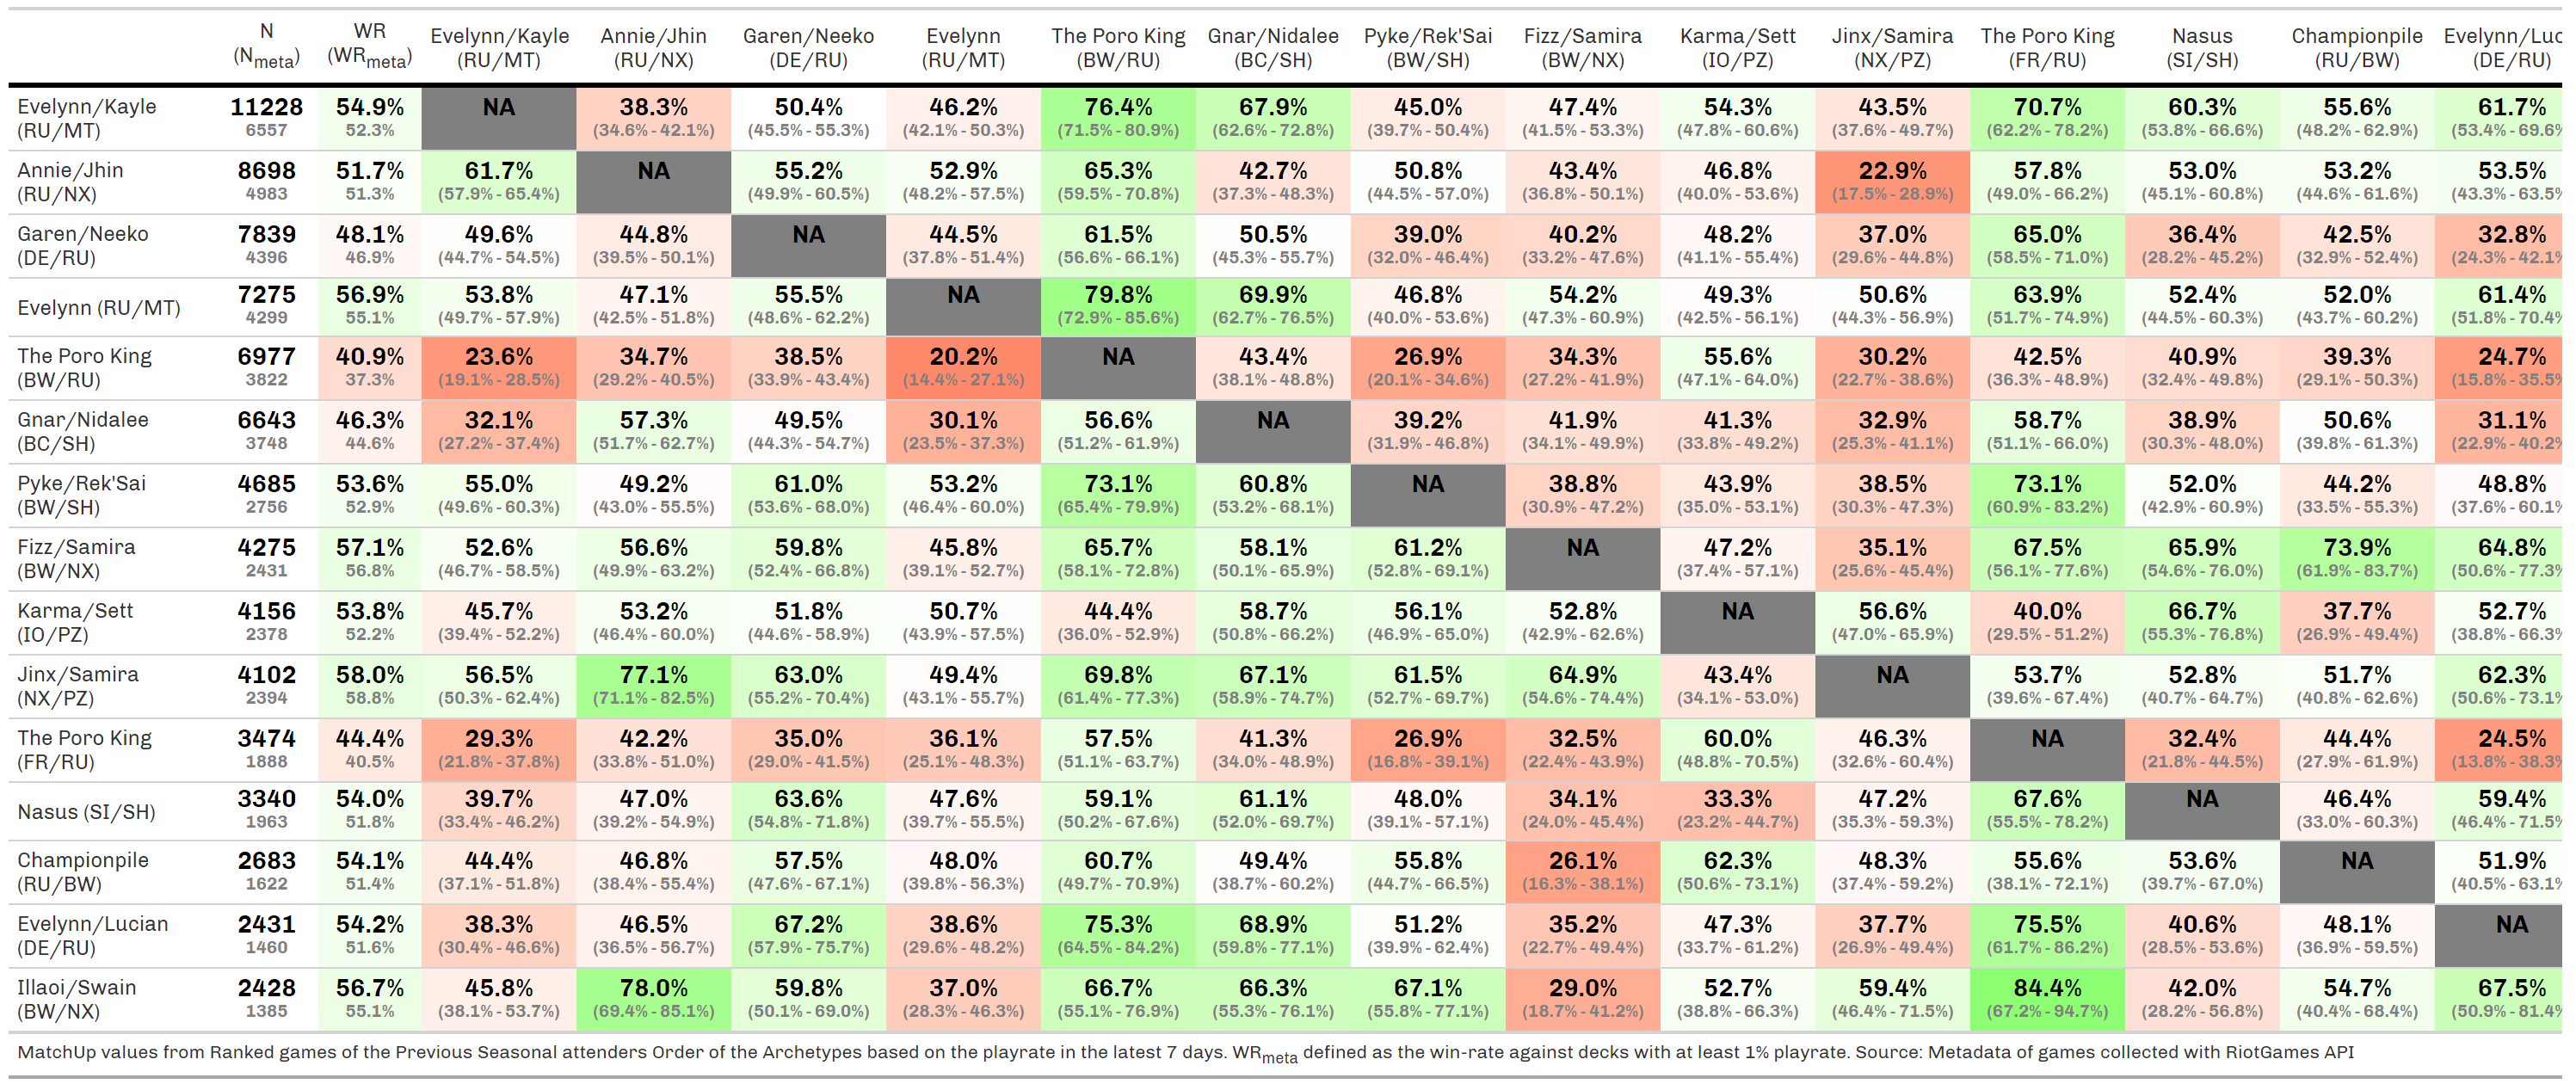 N WR Evelynn/Kayle Annie/Jhin Garen/Neeko Evelynn The Poro King Gnar/Nidalee Pyke/Rek'Sai Fizz/Samira Karma/Sett Jinx/Samira The Poro King Nasus Championpile Evelynn/Luc
(Nmeta) (WRmeta) (RU/MT) (RU/NX) (DE/RU) (RU/MT) (BW/RU) (BC/SH) (BW/SH) (BW/NX) (IO/PZ) (NX/PZ) (FR/RU) (SI/SH) (RU/BW) (DE/RU)
Evelynn/Kayle 11228 54.9% NA 38.3% 50.4% 46.2% 76.4% 67.9% 45.0% 47.4% 54.3% 43.5% 70.7% 60.3% 55.6% 61.7%
(RU/MT) 6557 52.3% (34.6% - 42.1%) (45.5% - 55.3%) (42.1% - 50.3%) (71.5% - 80.9%) (62.6% - 72.8%) (39.7% - 50.4%) (41.5% - 53.3%) (47.8% - 60.6%) (37.6% - 49.7%) (62.2% - 78.2%) (53.8% - 66.6%) (48.2% - 62.9%) (53.4% - 69.6%
Annie/Jhin 8698 51.7% 61.7% NA 55.2% 52.9% 65.3% 42.7% 50.8% 43.4% 46.8% 22.9% 57.8% 53.0% 53.2% 53.5%
(RU/NX) 4983 51.3% (57.9% - 65.4%) (49.9% - 60.5%) (48.2% - 57.5%) (59.5% - 70.8%) (37.3% - 48.3%) (44.5% - 57.0%) (36.8% - 50.1%) (40.0% - 53.6%) (17.5% - 28.9%) (49.0% - 66.2%) (45.1% - 60.8%) (44.6% - 61.6%) (43.3% - 63.5%
Garen/Neeko 7839 48.1% 49.6% 44.8% NA 44.5% 61.5% 50.5% 39.0% 40.2% 48.2% 37.0% 65.0% 36.4% 42.5% 32.8%
(DE/RU) 4396 46.9% (44.7% - 54.5%) (39.5% - 50.1%) (37.8% - 51.4%) (56.6% - 66.1%) (45.3% - 55.7%) (32.0% - 46.4%) (33.2% - 47.6%) (41.1% - 55.4%) (29.6% - 44.8%) (58.5% - 71.0%) (28.2% - 45.2%) (32.9% - 52.4%) (24.3% - 42.1%
Evelynn (RU/MT) 7275 56.9% 53.8% 47.1% 55.5% NA 79.8% 69.9% 46.8% 54.2% 49.3% 50.6% 63.9% 52.4% 52.0% 61.4%
4299 55.1% (49.7% - 57.9%) (42.5% - 51.8%) (48.6% - 62.2%) (72.9% - 85.6%) (62.7% - 76.5%) (40.0% - 53.6%) (47.3% - 60.9%) (42.5% - 56.1%) (44.3% - 56.9%) (51.7% - 74.9%) (44.5% - 60.3%) (43.7% - 60.2%) (51.8% - 70.4%
The Poro King 6977 40.9% 23.6% 34.7% 38.5% 20.2% NA 43.4% 26.9% 34.3% 55.6% 30.2% 42.5% 40.9% 39.3% 24.7%
(BW/RU) 3822 37.3% (19.1% - 28.5%) (29.2% - 40.5%) (33.9% - 43.4%) (14.4% - 27.1%) (38.1% - 48.8%) (20.1% - 34.6%) (27.2% - 41.9%) (47.1% - 64.0%) (22.7% - 38.6%) (36.3% - 48.9%) (32.4% - 49.8%) (29.1% - 50.3%) (15.8% - 35.5%
Gnar/Nidalee 6643 46.3% 32.1% 57.3% 49.5% 30.1% 56.6% NA 39.2% 41.9% 41.3% 32.9% 58.7% 38.9% 50.6% 31.1%
(BC/SH) 3748 44.6% (27.2% - 37.4%) (51.7% - 62.7%) (44.3% - 54.7%) (23.5% - 37.3%) (51.2% - 61.9%) (31.9% - 46.8%) (34.1% - 49.9%) (33.8% - 49.2%) (25.3% - 41.1%) (51.1% - 66.0%) (30.3% - 48.0%) (39.8% - 61.3%) (22.9% - 40.2%
Pyke/Rek'Sai 4685 53.6% 55.0% 49.2% 61.0% 53.2% 73.1% 60.8% NA 38.8% 43.9% 38.5% 73.1% 52.0% 44.2% 48.8%
(BW/SH) 2756 52.9% (49.6% - 60.3%) (43.0% - 55.5%) (53.6% - 68.0%) (46.4% - 60.0%) (65.4% - 79.9%) (53.2% - 68.1%) (30.9% - 47.2%) (35.0% - 53.1%) (30.3% - 47.3%) (60.9% - 83.2%) (42.9% - 60.9%) (33.5% - 55.3%) (37.6% - 60.1%
Fizz/Samira 4275 57.1% 52.6% 56.6% 59.8% 45.8% 65.7% 58.1% 61.2% NA 47.2% 35.1% 67.5% 65.9% 73.9% 64.8%
(BW/NX) 2431 56.8% (46.7% - 58.5%) (49.9% - 63.2%) (52.4% - 66.8%) (39.1% - 52.7%) (58.1% - 72.8%) (50.1% - 65.9%) (52.8% - 69.1%) (37.4% - 57.1%) (25.6% - 45.4%) (56.1% - 77.6%) (54.6% - 76.0%) (61.9% - 83.7%) (50.6% - 77.3%
Karma/Sett 4156 53.8% 45.7% 53.2% 51.8% 50.7% 44.4% 58.7% 56.1% 52.8% NA 56.6% 40.0% 66.7% 37.7% 52.7%
(IO/PZ) 2378 52.2% (39.4% - 52.2%) (46.4% - 60.0%) (44.6% - 58.9%) (43.9% - 57.5%) (36.0% - 52.9%) (50.8% - 66.2%) (46.9% - 65.0%) (42.9% - 62.6%) (47.0% - 65.9%) (29.5% - 51.2%) (55.3% - 76.8%) (26.9% - 49.4%) (38.8% - 66.3%
Jinx/Samira 4102 58.0% 56.5% 77.1% 63.0% 49.4% 69.8% 67.1% 61.5% 64.9% 43.4% NA 53.7% 52.8% 51.7% 62.3%
(NX/PZ) 2394 58.8% (50.3% - 62.4%) (71.1% - 82.5%) (55.2% - 70.4%) (43.1% - 55.7%) (61.4% - 77.3%) (58.9% - 74.7%) (52.7% - 69.7%) (54.6% - 74.4%) (34.1% - 53.0%) (39.6% - 67.4%) (40.7% - 64.7%) (40.8% - 62.6%) (50.6% - 73.1%
The Poro King 3474 44.4% 29.3% 42.2% 35.0% 36.1% 57.5% 41.3% 26.9% 32.5% 60.0% 46.3% NA 32.4% 44.4% 24.5%
(FR/RU) 1888 40.5% (21.8% - 37.8%) (33.8% - 51.0%) (29.0% - 41.5%) (25.1% - 48.3%) (51.1% - 63.7%) (34.0% - 48.9%) (16.8% - 39.1%) (22.4% - 43.9%) (48.8% - 70.5%) (32.6% - 60.4%) (21.8% - 44.5%) (27.9% - 61.9%) (13.8% - 38.3%
Nasus (SI/SH) 3340 54.0% 39.7% 47.0% 63.6% 47.6% 59.1% 61.1% 48.0% 34.1% 33.3% 47.2% 67.6% NA 46.4% 59.4%
1963 51.8% (33.4% - 46.2%) (39.2% - 54.9%) (54.8% - 71.8%) (39.7% - 55.5%) (50.2% - 67.6%) (52.0% - 69.7%) (39.1% - 57.1%) (24.0% - 45.4%) (23.2% - 44.7%) (35.3% - 59.3%) (55.5% - 78.2%) (33.0% - 60.3%) (46.4% - 71.5%
Championpile 2683 54.1% 44.4% 46.8% 57.5% 48.0% 60.7% 49.4% 55.8% 26.1% 62.3% 48.3% 55.6% 53.6% NA 51.9%
(RU/BW) 1622 51.4% (37.1% - 51.8%) (38.4% - 55.4%) (47.6% - 67.1%) (39.8% - 56.3%) (49.7% - 70.9%) (38.7% - 60.2%) (44.7% - 66.5%) (16.3% - 38.1%) (50.6% - 73.1%) (37.4% - 59.2%) (38.1% - 72.1%) (39.7% - 67.0%) (40.5% - 63.1%
Evelynn/Lucian 2431 54.2% 38.3% 46.5% 67.2% 38.6% 75.3% 68.9% 51.2% 35.2% 47.3% 37.7% 75.5% 40.6% 48.1% NA
(DE/RU) 1460 51.6% (30.4% - 46.6%) (36.5% - 56.7%) (57.9% - 75.7%) (29.6% - 48.2%) (64.5% - 84.2%) (59.8% - 77.1%) (39.9% - 62.4%) (22.7% - 49.4%) (33.7% - 61.2%) (26.9% - 49.4%) (61.7% - 86.2%) (28.5% - 53.6%) (36.9% - 59.5%)
Illaoi/Swain 2428 56.7% 45.8% 78.0% 59.8% 37.0% 66.7% 66.3% 67.1% 29.0% 52.7% 59.4% 84.4% 42.0% 54.7% 67.5%
(BW/NX) 1385 55.1% (38.1% - 53.7%) (69.4% - 85.1%) (50.1% - 69.0%) (28.3% - 46.3%) (55.1% - 76.9%) (55.3% - 76.1%) (55.8% - 77.1%) (18.7% - 41.2%) (38.8% - 66.3%) (46.4% - 71.5%) (67.2% - 94.7%) (28.2% - 56.8%) (40.4% - 68.4%) (50.9% - 81.4%
MatchUp values from Ranked games of the Previous Seasonal attenders Order of the Archetypes based on the playrate in the latest 7 days. WRmeta defined as the win-rate against decks with at least 1% playrate. Source: Metadata of games collected with RiotGames API